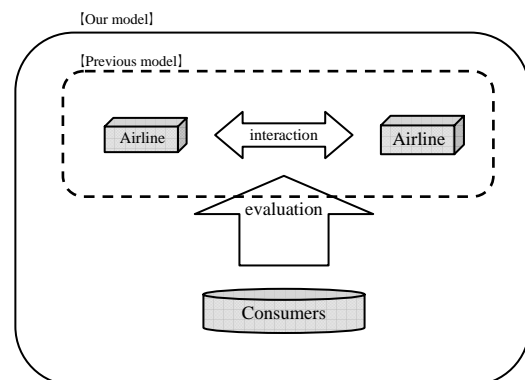 【Our model】
【Previous model】
Airline
interaction
Airline
evaluation
Consumers